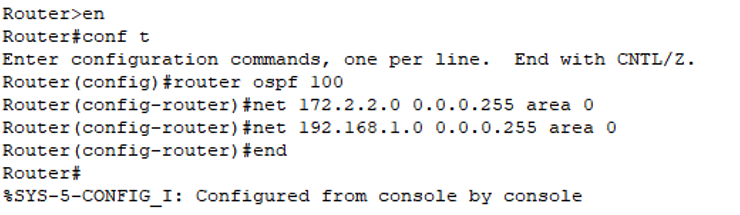 Router>en
Router#conf t
Enter configuration commands, one per line.  End with CNTL/Z.
Router(config)#router ospf 100
Router(config-router)#net 172.2.2.0 0.0.0.255 area 0
Router(config-router)#net 192.168.1.0 0.0.0.255 area 0
Router(config-router)#end
Router#
%SYS-5-CONFIG_I: Configured from console by console